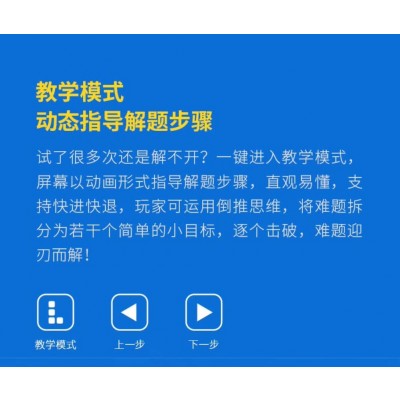 教学模式
动态指导解题步骤
试了很多次还是解不开？一键进入教学模式，
屏幕以动画形式指导解题步骤，直观易懂，支
持快进快退，玩家可运用倒推思维，将难题拆
分为若干个简单的小目标，逐个击破，难题迎
刃而解！
教学模式 上一步 下一步